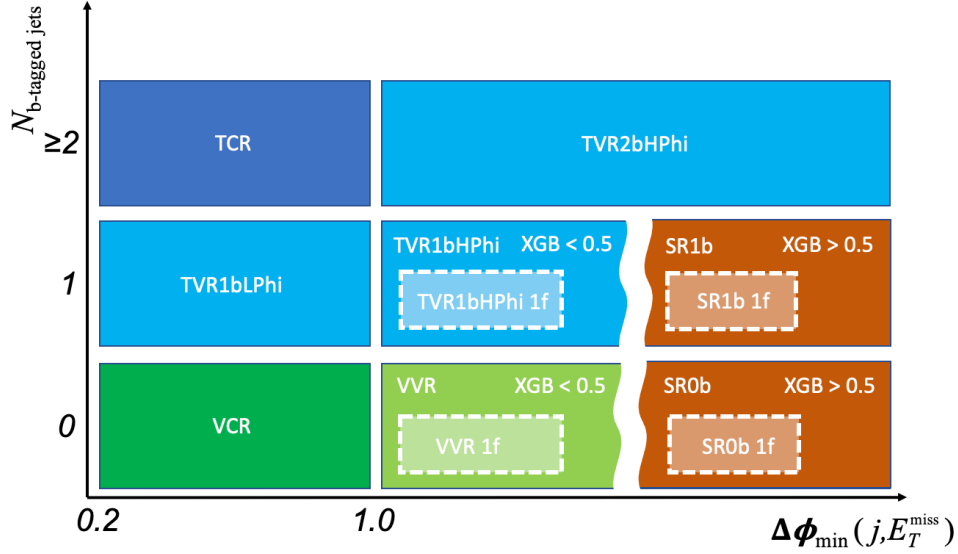 N b-tagged jets
≥2
TCR
TVR2bHPhi
1
TVR1bLPhi
TVR1bHPhi XGB < 0.5
TVR1bHPhi 1f
SR1b XGB > 0.5
SR1b 1f
0
VCR
VVR XGB < 0.5
VVR 1f
SR0b XGB > 0.5
SR0b 1f
0.2 1.0
Δϕmin(j,E_T^miss)